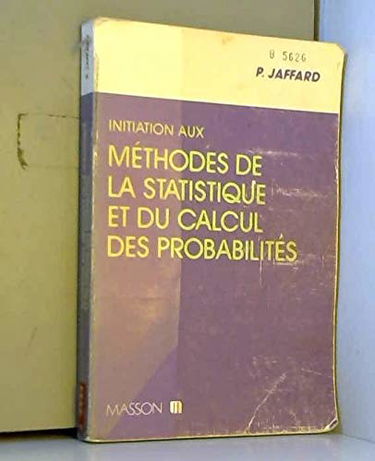 B 5626
P. JAFFARD
INITIATION AUX
MÉTHODES DE
LA STATISTIQUE
ET DU CALCUL
DES PROBABILITÉS
MASSON m